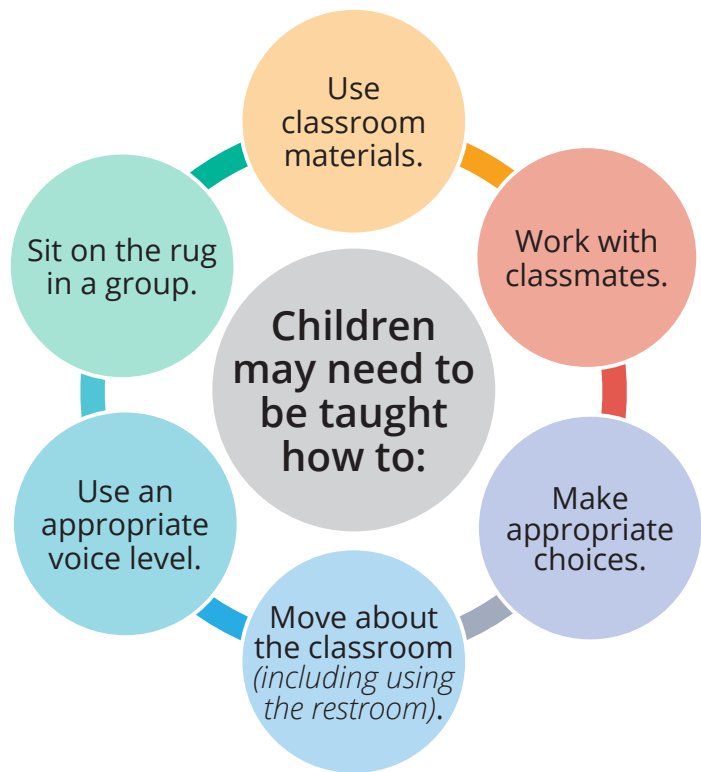 Children
may need to
be taught
how to:
Use
classroom
materials.
Work with
classmates.
Make
appropriate
choices.
Move about
the classroom
(including using
the restroom).
Use an
appropriate
voice level.
Sit on the rug
in a group.